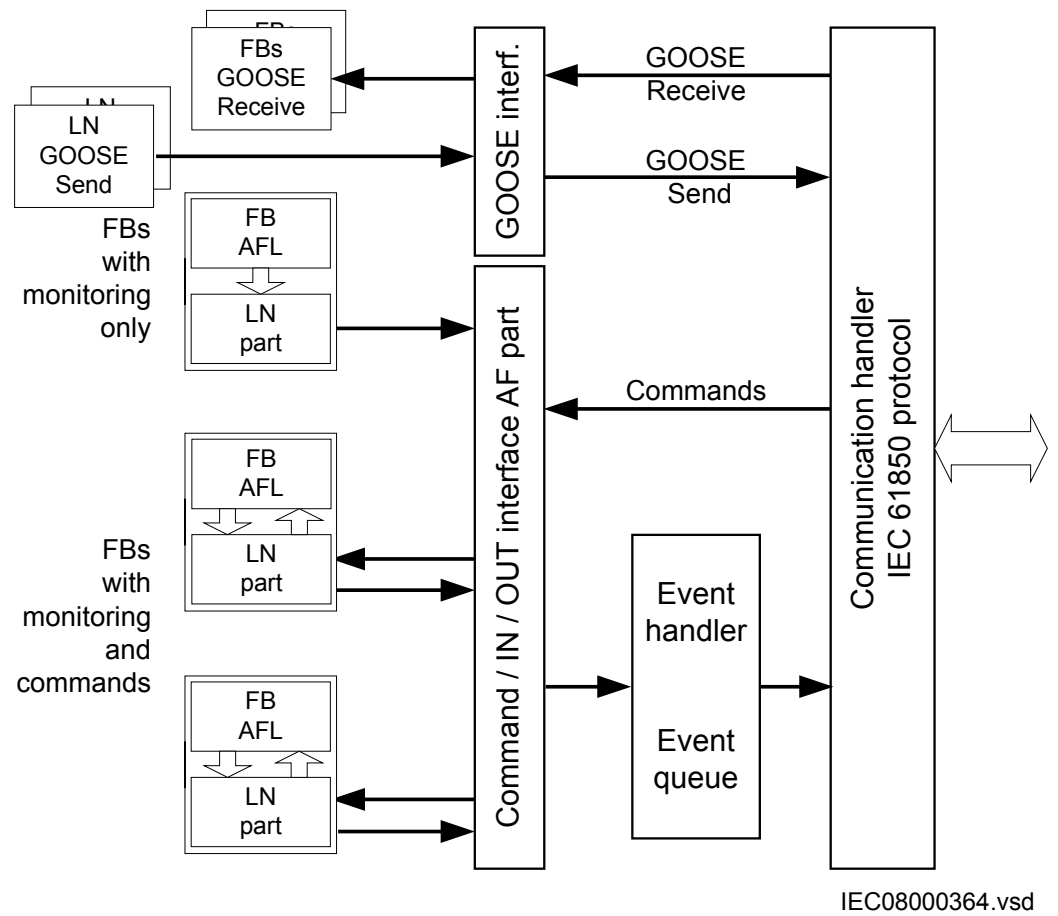 FBs
FBs
GOOSE
Receive
LN
LN
GOOSE
Send
GOOSE interf.
GOOSE
Receive
GOOSE
Send
FBs
with
monitoring
only
FB
AFL
LN
part
Command / IN / OUT interface AF part
Commands
Communication handler
IEC 61850 protocol
FBs
with
monitoring
and
commands
FB
AFL
LN
part
Event
handler
Event
queue
FB
AFL
LN
part
IEC08000364.vsd